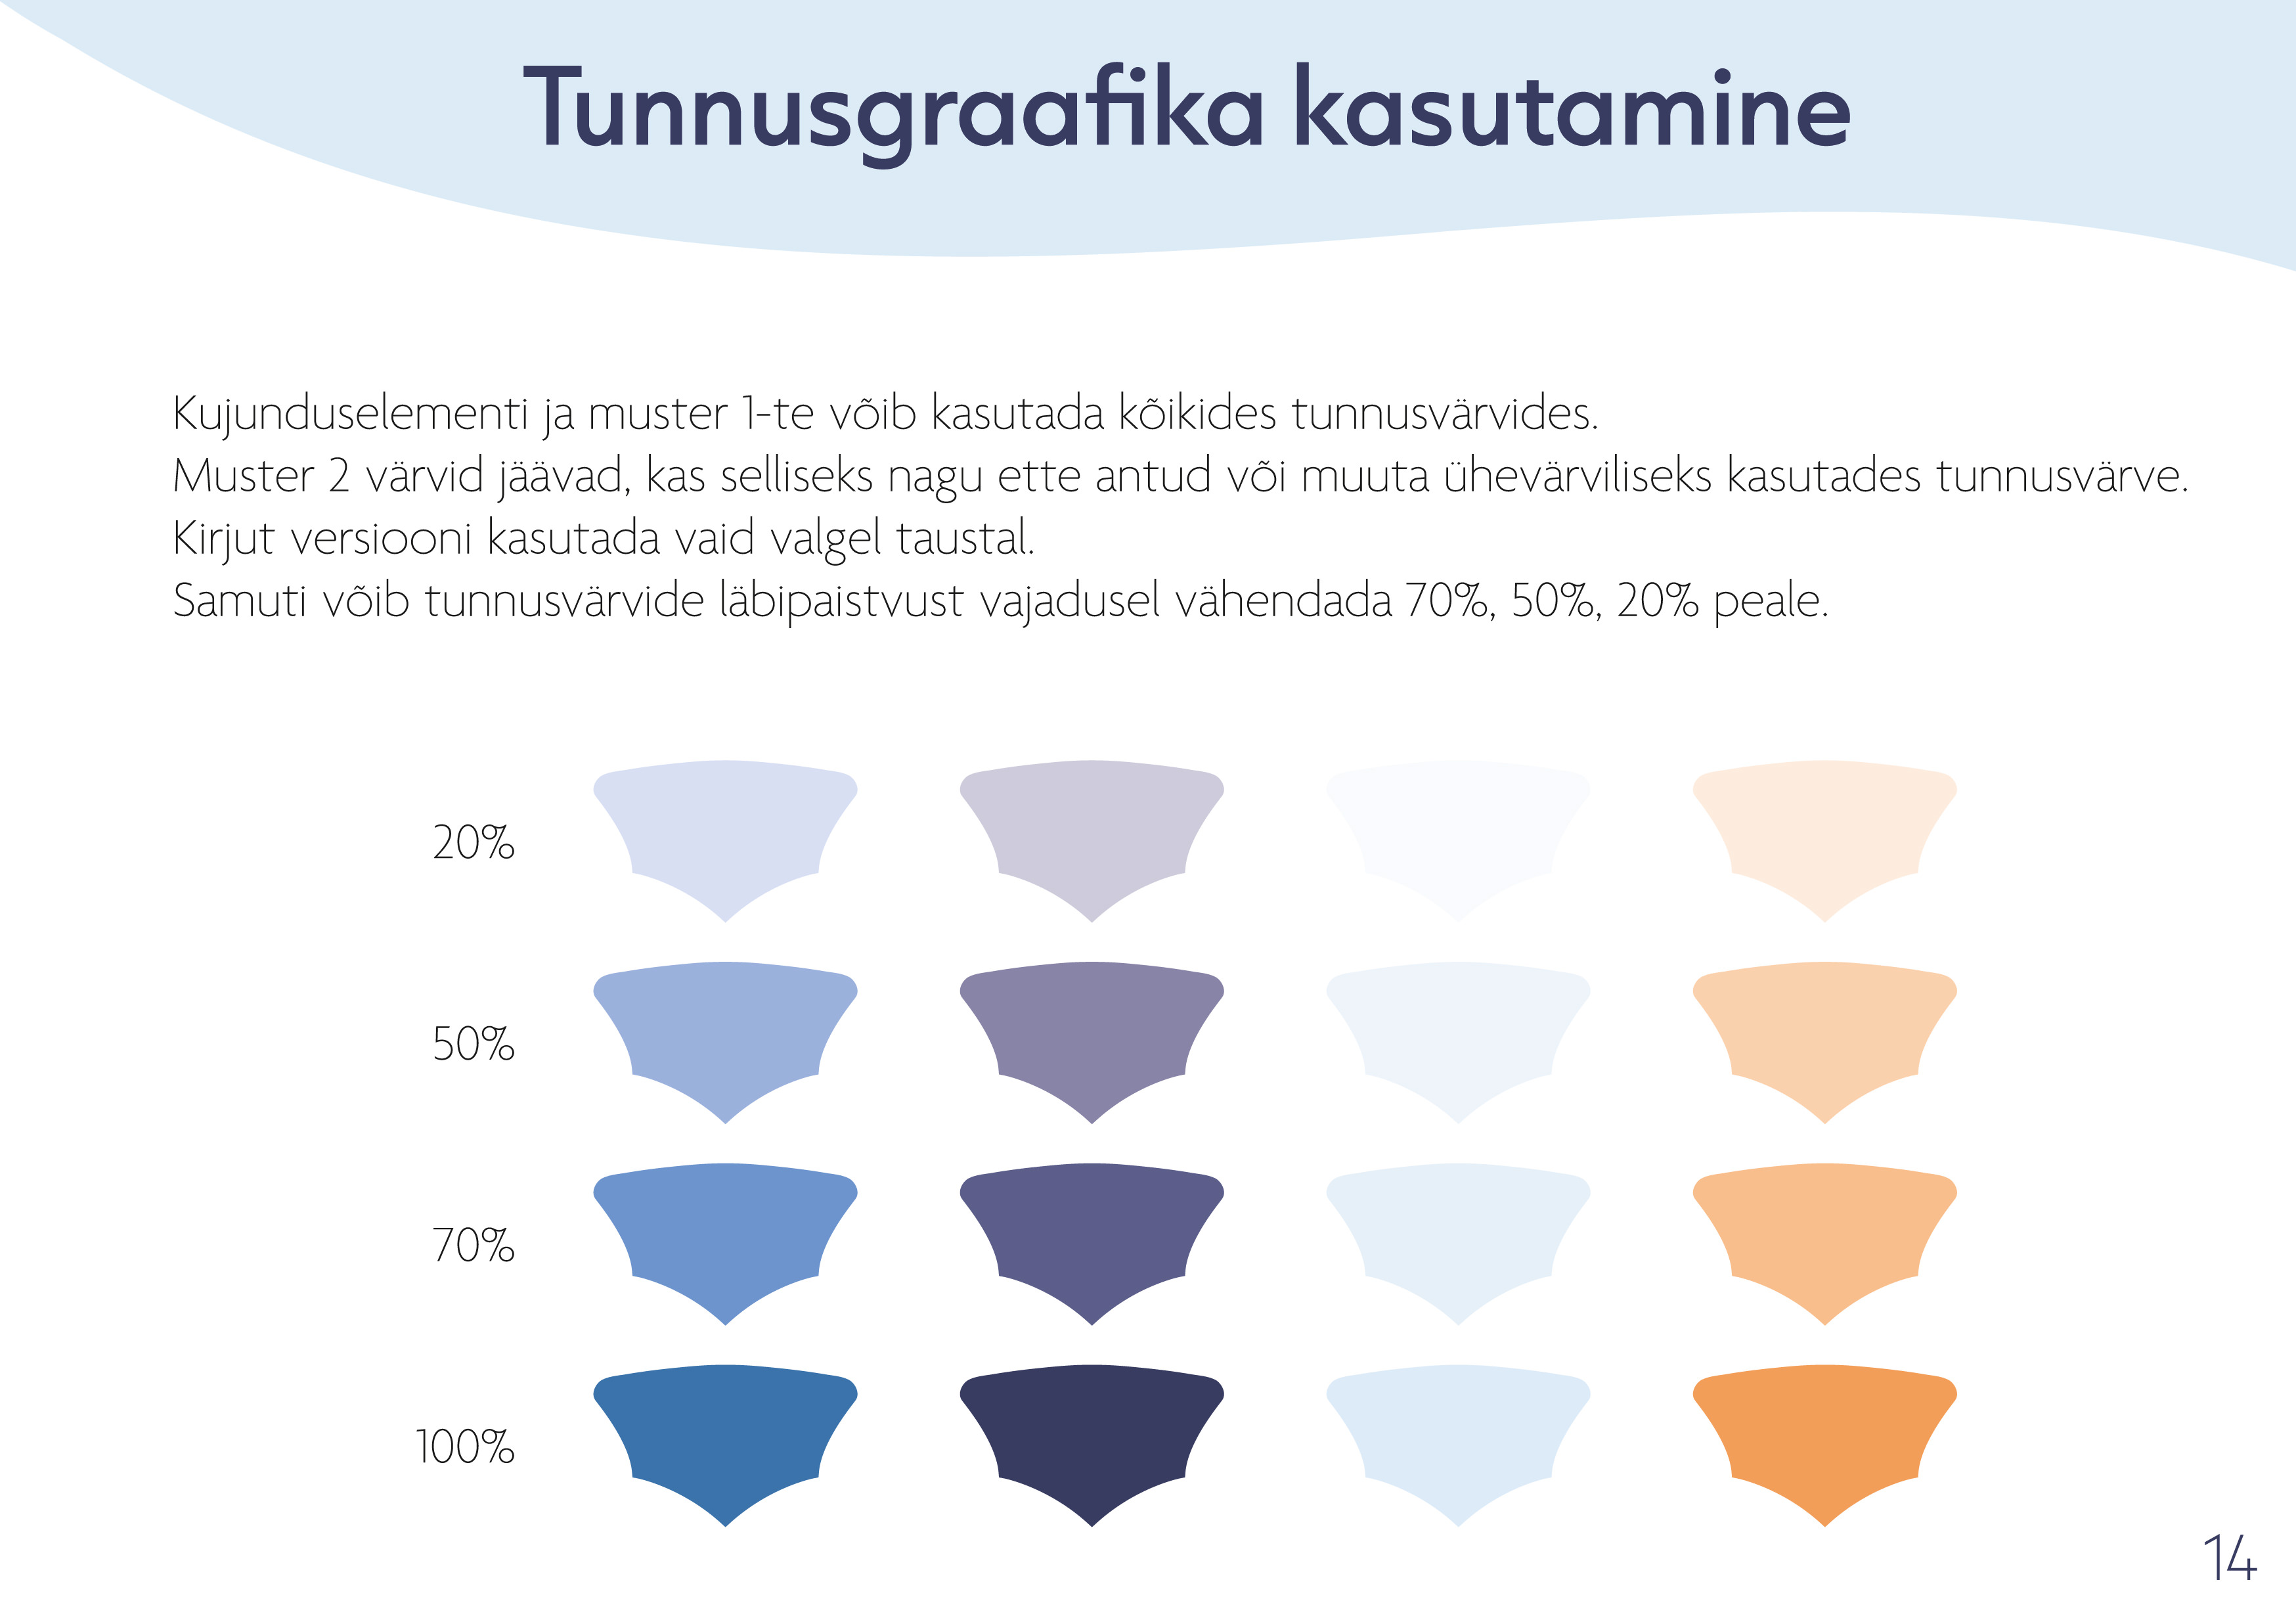 Tunnusgraafika kasutamine
Kujunduselementi ja muster 1-te võib kasutada kõikides tunnusvärvides.
Muster 2 värvid jäävad, kas selliseks nagu ette antud või muuta ühevärviliseks kasutades tunnusvärve.
Kirjut versiooni kasutada vaid valgel taustal.
Samuti võib tunnusvärvide läbipaistvust vajadusel vähendada 70%, 50%, 20% peale.
20%
50%
70%
100%
14